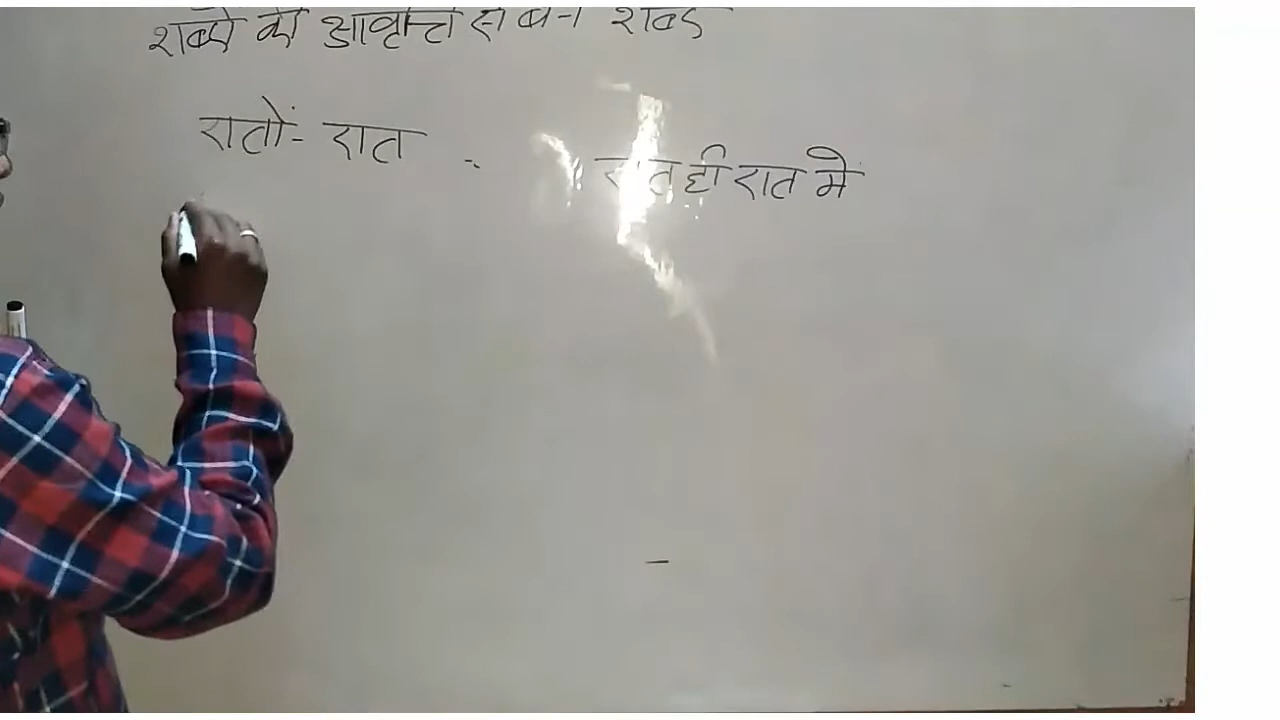 शब्दों की आवृत्ति से बने शब्द
रातों- रात - रात ही रात में